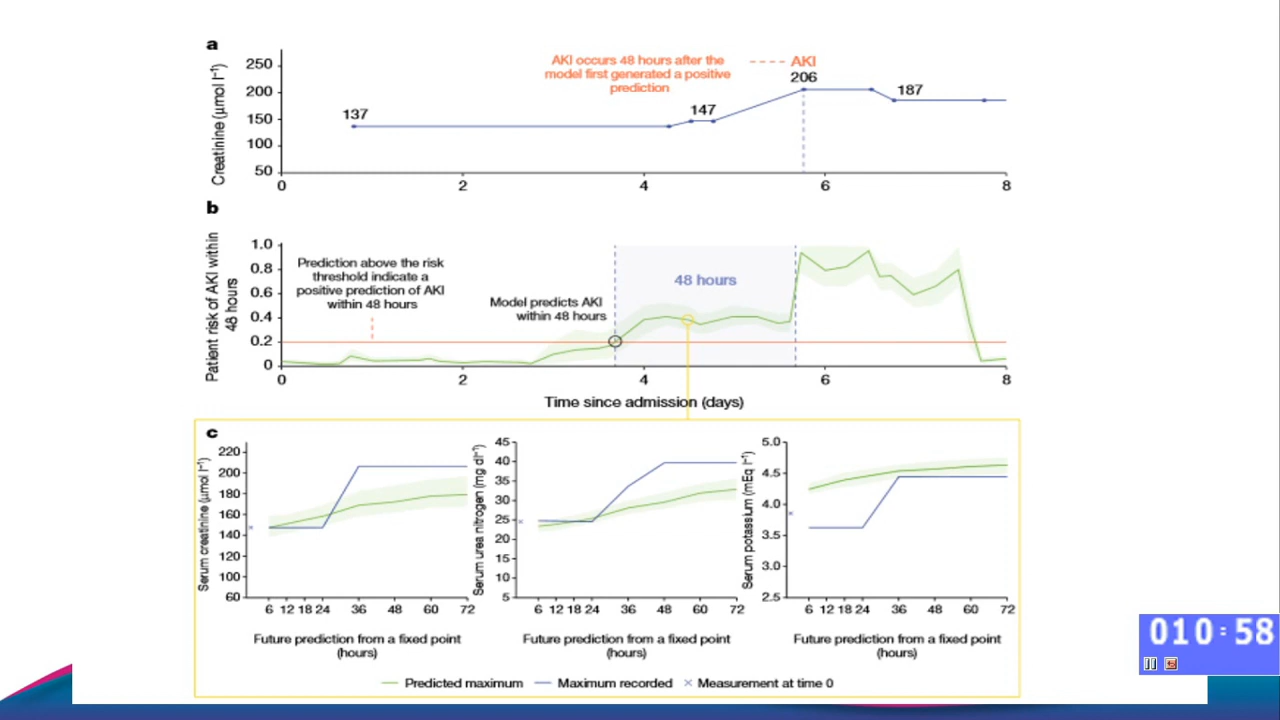 a
AKI occurs 48 hours after the
model first generated a positive
prediction
AKI
Creatinine (μmol l⁻¹)
250
200
150
100
50
137
147
206
187
0
2
4
6
8
b
Patient risk of AKI within
48 hours
1.0
0.8
0.6
0.4
0.2
0
Prediction above the risk
threshold indicate a
positive prediction of AKI
within 48 hours
Model predicts AKI
within 48 hours
48 hours
0
2
4
6
8
Time since admission (days)
c
Serum creatinine (μmol l⁻¹)
220
200
180
160
140
120
100
60
6 12 18 24 36 48 60 72
Future prediction from a fixed point
(hours)
Serum urea nitrogen (mg dl⁻¹)
45
40
35
30
25
20
15
10
5
6 12 18 24 36 48 60 72
Future prediction from a fixed point
(hours)
Serum potassium (mEq l⁻¹)
5.0
4.5
4.0
3.5
3.0
2.5
6 12 18 24 36 48 60 72
Future prediction from a fixed point
(hours)
Predicted maximum
Maximum recorded
× Measurement at time 0
010:58